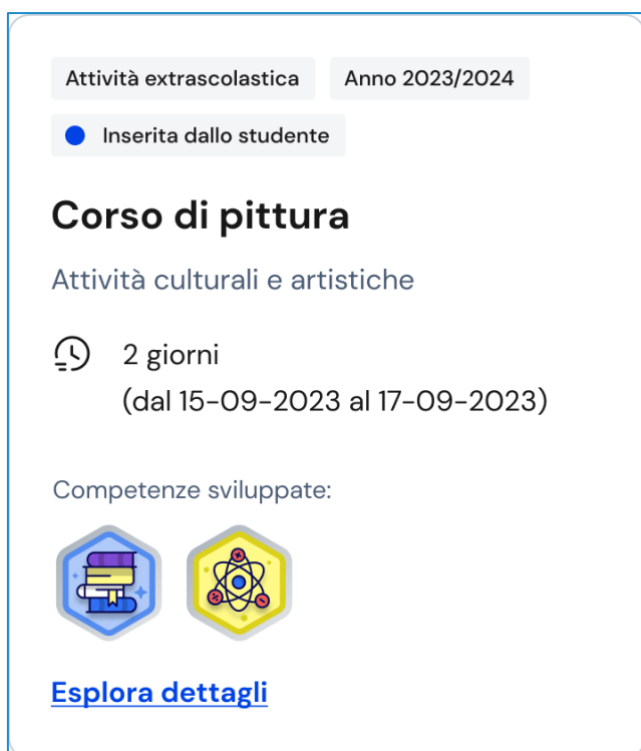 Attività extrascolastica
Anno 2023/2024
Inserita dallo studente
Corso di pittura
Attività culturali e artistiche
2 giorni
(dal 15-09-2023 al 17-09-2023)
Competenze sviluppate:
Esplora dettagli